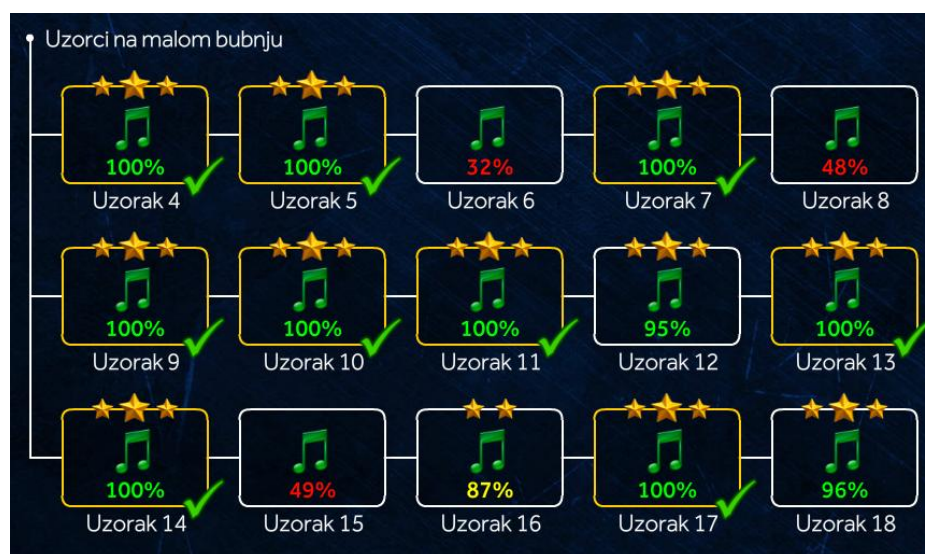 Uzorci na malom bubnju
100% 100% 32% 100% 48%
Uzorak 4 Uzorak 5 Uzorak 6 Uzorak 7 Uzorak 8
100% 100% 100% 95% 100%
Uzorak 9 Uzorak 10 Uzorak 11 Uzorak 12 Uzorak 13
100% 49% 87% 100% 96%
Uzorak 14 Uzorak 15 Uzorak 16 Uzorak 17 Uzorak 18